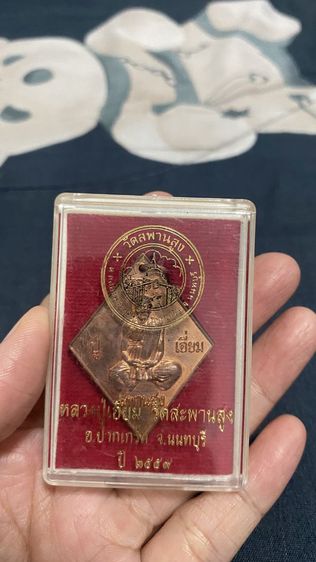 วัดสพานสูง
ปู่
เอี่ยม
หลวงปู่เอี่ยม วัดสะพานสูง
อ.ปากเกร็ด จ.นนทบุรี
ปี ๒๕๕๙